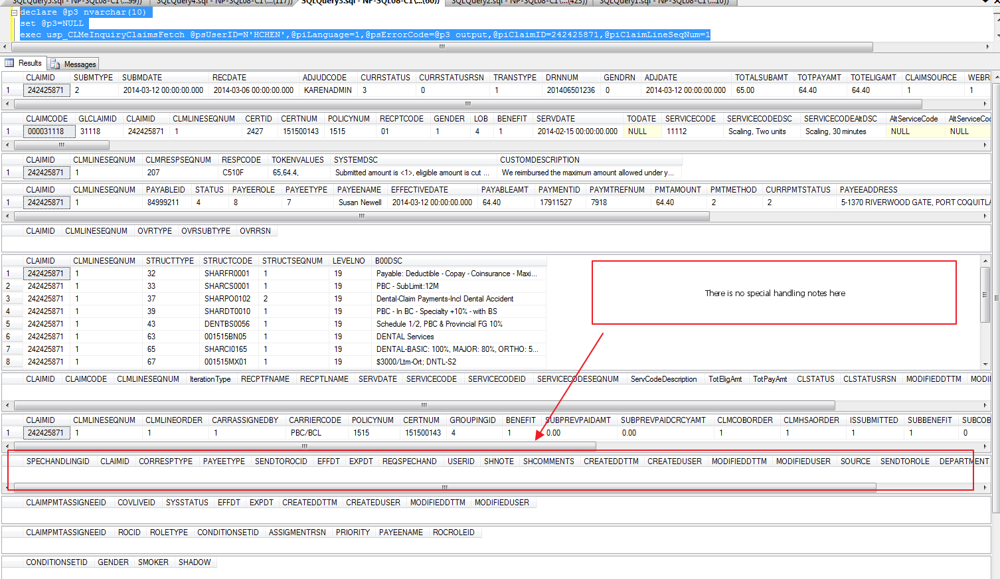 SQLQuery5.sql - NP-SQL08-C1\...99)) SQLQuery4.sql - NP-SQL08-C1\...(117)) SQLQuery3.sql - NP-SQL08-C1\...(60)) SQLQuery2.sql - NP-SQL08-C1\...(423)) SQLQuery1.sql - NP-SQL08-C1\...10))
declare @p3 nvarchar(10)
set @p3=NULL
exec usp_CLMeInquiryClaimsFetch @psUserID=N'HCHEN',@piLanguage=1,@psErrorCode=@p3 output,@piClaimID=242425871,@piClaimLineSeqNum=1
Results Messages
CLAIMID SUBMTYPE SUBMDATE RECDATE ADJUDCODE CURRSTATUS CURRSTATUSRSN TRANSTYPE DRNNUM GENDRN ADJDATE TOTALSUBAMT TOTPAYAMT TOTELIGAMT CLAIMSOURCE WEBR
1 242425871 2 2014-03-12 00:00:00.000 2014-03-06 00:00:00.000 KARENADMIN 3 0 1 201406501236 0 2014-03-12 00:00:00.000 65.00 64.40 64.40 1 1
CLAIMCODE GLCLAIMID CLAIMID CLMLINESEQNUM CERTID CERTNUM POLICYNUM RECPTCODE GENDER LOB BENEFIT SERVDATE TODATE SERVICECODE SERVICECODEDSC SERVICECODEAltDSC AltServiceCode AltServiceCoc
1 000031118 31118 242425871 1 2427 151500143 1515 01 1 4 1 2014-02-15 00:00:00.000 NULL 11112 Scaling, Two units Scaling, 30 minutes NULL NULL
CLAIMID CLMLINESEQNUM CLMRESPSEQNUM RESPCODE TOKENVALUES SYSTEMDSC CUSTOMDESCRIPTION
1 242425871 1 207 C510F 65,64.4, Submitted amount is <1>, eligible amount is cut ... We reimbursed the maximum amount allowed under y...
CLAIMID CLMLINESEQNUM PAYABLEID STATUS PAYEEROLE PAYEETYPE PAYEENAME EFFECTIVEDATE PAYABLEAMT PAYMENTID PAYMTREFNUM PMTAMOUNT PMTMETHOD CURRPMTSTATUS PAYEEADDRESS
1 242425871 1 84999211 4 8 7 Susan Newell 2014-03-12 00:00:00.000 64.40 17911527 7918 64.40 2 2 5-1370 RIVERWOOD GATE, PORT COQUITLA
CLAIMID CLMLINESEQNUM OVRTYPE OVRSUBTYPE OVRRSN
CLAIMID CLMLINESEQNUM STRUCTTYPE STRUCTCODE STRUCTSEQNUM LEVELNO B00DSC
1 242425871 1 32 SHARFR0001 1 19 Payable: Deductible - Copay - Coinsurance - Maxi...
2 242425871 1 33 SHARCS0001 1 19 PBC - SubLimit:12M
3 242425871 1 37 SHARPO0102 2 19 Dental-Claim Payments-Incl Dental Accident
4 242425871 1 39 SHARDT0010 1 19 PBC - In BC - Specialty +10% - with BS
5 242425871 1 43 DENTBS0056 1 19 Schedule 1/2, PBC & Provincial FG 10%
6 242425871 1 63 001515BN05 1 19 DENTAL Services
7 242425871 1 65 SHARCI0165 1 19 DENTAL-BASIC: 100%, MAJOR: 80%, ORTHO: 5...
8 242425871 1 67 001515MX01 1 19 $3000/Ltm-Ort; DNTL-S2
There is no special handling notes here
CLAIMID CLAIMCODE CLMLINESEQNUM IterationType RECPTFNAME RECPTLNAME SERVDATE SERVICECODE SERVICECODEID SERVICECODESEQNUM ServCodeDescription TotEligAmt TotPayAmt CLSTATUS CLSTATUSRSN MODIFIEDDTTM MODI
CLAIMID CLMLINESEQNUM CLMLINEORDER CARRASSIGNEDBY CARRIERCODE POLICYNUM CERTNUM GROUPINGID BENEFIT SUBPREVPAIDAMT SUBPREVPAIDCRCYAMT CLMCOBORDER CLMHSAORDER ISSUBMITTED SUBBENEFIT SUBCOB
1 242425871 1 1 1 PBC/BCL 1515 151500143 4 1 0.00 0.00 1 1 1 1 0
SPECHANDLINGID CLAIMID CORRESPTYPE PAYEETYPE SENDTOROCID EFFDT EXPDT REQSPECHAND USERID SHNOTE SHCOMMENTS CREATEDDTTM CREATEDUSER MODIFIEDDTTM MODIFIEDUSER SOURCE SENDTOROLE DEPARTMENT
CLAIMPMTASSIGNEEID COVLIVEID SYSSTATUS EFFDT EXPDT CREATEDDTTM CREATEDUSER MODIFIEDDTTM MODIFIEDUSER
CLAIMPMTASSIGNEEID ROCID ROLETYPE CONDITIONSETID ASSIGMENTRSN PRIORITY PAYEENAME ROCROLEID
CONDITIONSETID GENDER SMOKER SHADOW